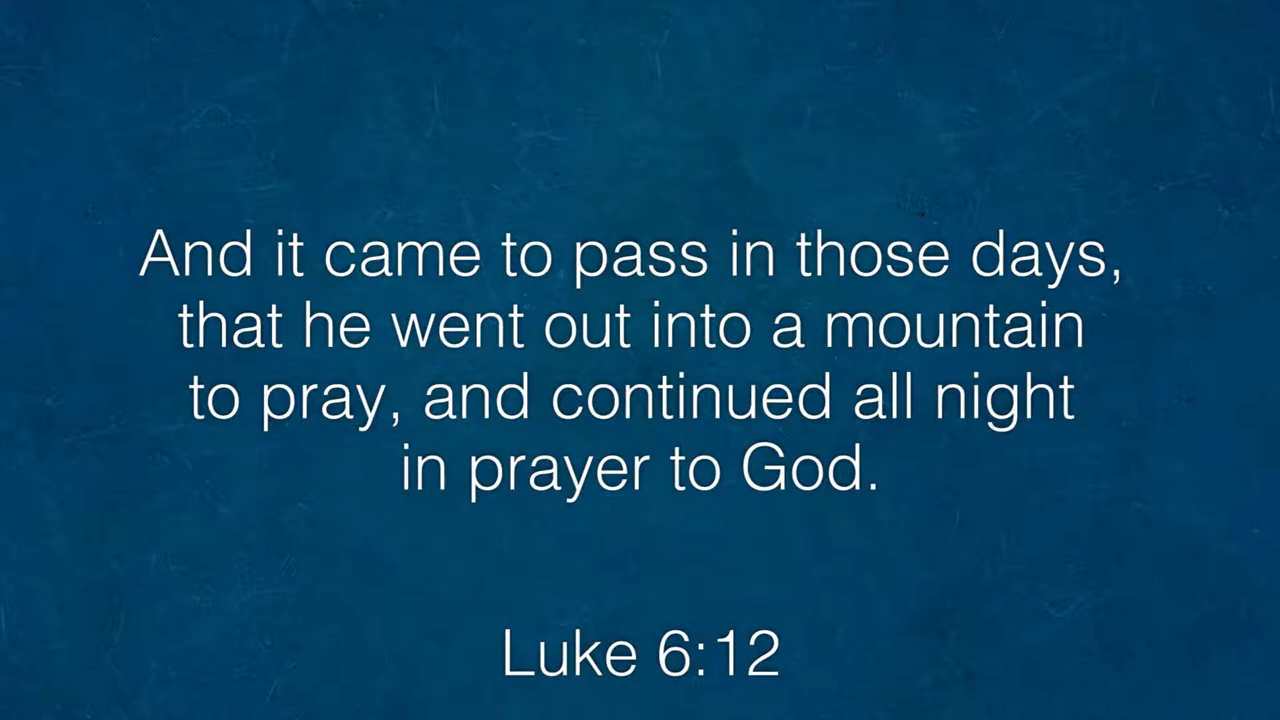 And it came to pass in those days,
that he went out into a mountain
to pray, and continued all night
in prayer to God.
Luke 6:12